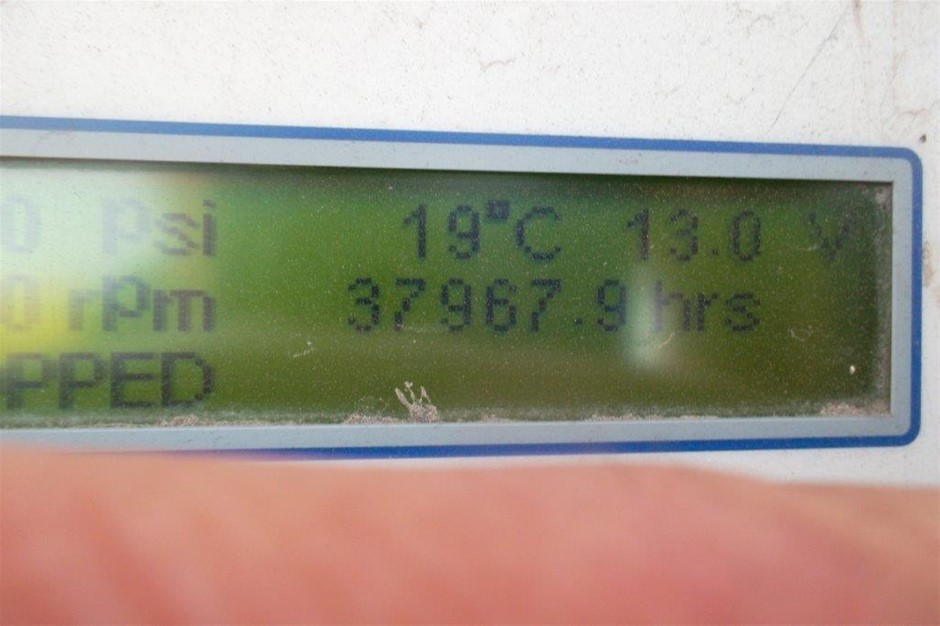 0 Psi 19°C 13.0 V
0 rPm 37967.9 hrs
PPED